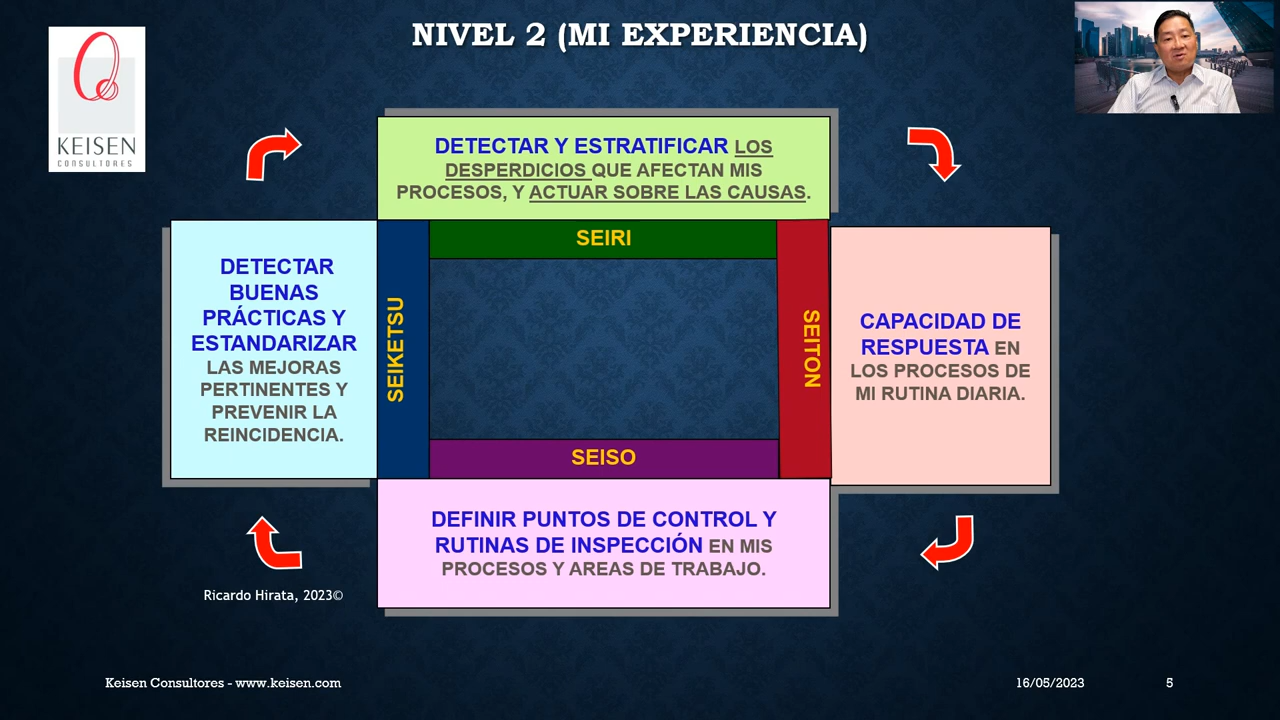 NIVEL 2 (MI EXPERIENCIA)
KEISEN
CONSULTORES
DETECTAR Y ESTRATIFICAR LOS
DESPERDICIOS QUE AFECTAN MIS
PROCESOS, Y ACTUAR SOBRE LAS CAUSAS.
SEIRI
SEITON
CAPACIDAD DE
RESPUESTA EN
LOS PROCESOS DE
MI RUTINA DIARIA.
SEISO
DEFINIR PUNTOS DE CONTROL Y
RUTINAS DE INSPECCIÓN EN MIS
PROCESOS Y AREAS DE TRABAJO.
SEIKETSU
DETECTAR
BUENAS
PRÁCTICAS Y
ESTANDARIZAR
LAS MEJORAS
PERTINENTES Y
PREVENIR LA
REINCIDENCIA.
Ricardo Hirata, 2023©
Keisen Consultores - www.keisen.com
16/05/2023
5